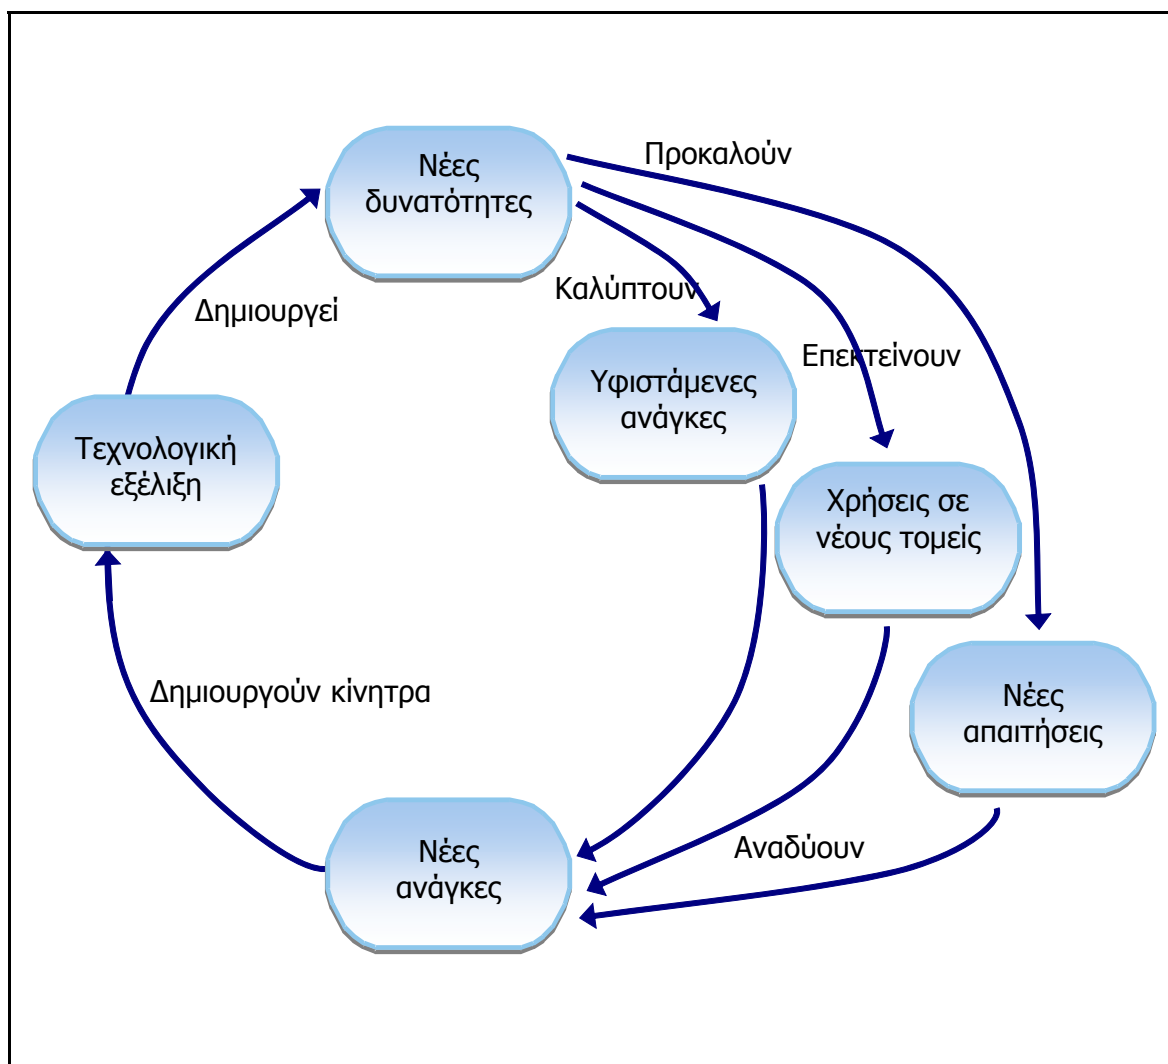 Νέες
δυνατότητες
Προκαλούν
Καλύπτουν
Δημιουργεί
Επεκτείνουν
Υφιστάμενες
ανάγκες
Τεχνολογική
εξέλιξη
Χρήσεις σε
νέους τομείς
Δημιουργούν κίνητρα
Νέες
απαιτήσεις
Αναδύουν
Νέες
ανάγκες